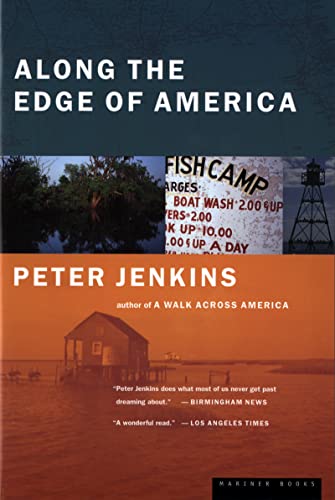 ALONG THE
EDGE OF AMERICA
FISH CAMP
ARGES:
BOAT WASH 2.00 & UP
VERS 2.00
K UP 10.00
UPS A DAY
PETER JENKINS
author of A WALK ACROSS AMERICA
"Peter Jenkins does what most of us never get past
dreaming about." — BIRMINGHAM NEWS
"A wonderful read." — LOS ANGELES TIMES
MARINER BOOKS